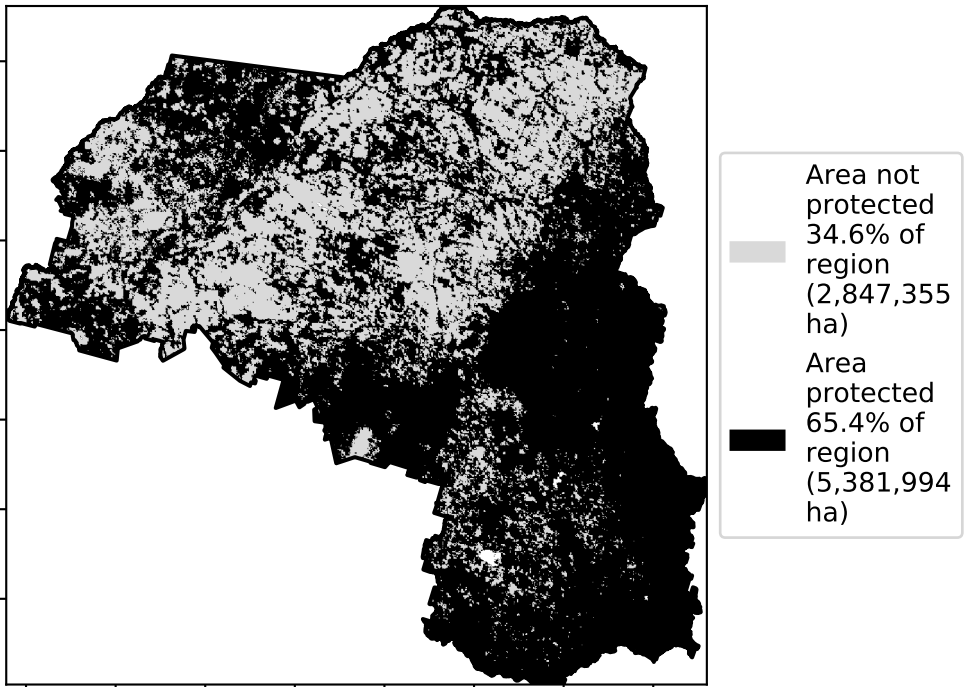 Area not
protected
34.6% of
region
(2,847,355
ha)
Area
protected
65.4% of
region
(5,381,994
ha)